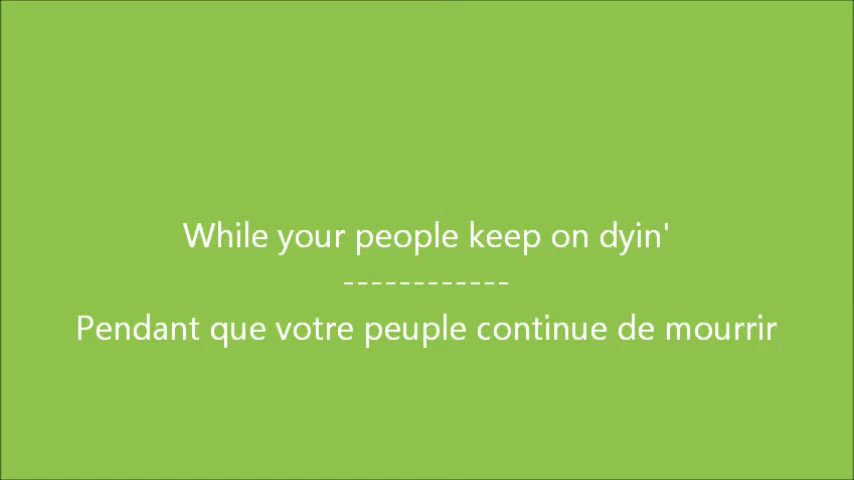 While your people keep on dyin'
------------
Pendant que votre peuple continue de mourrir